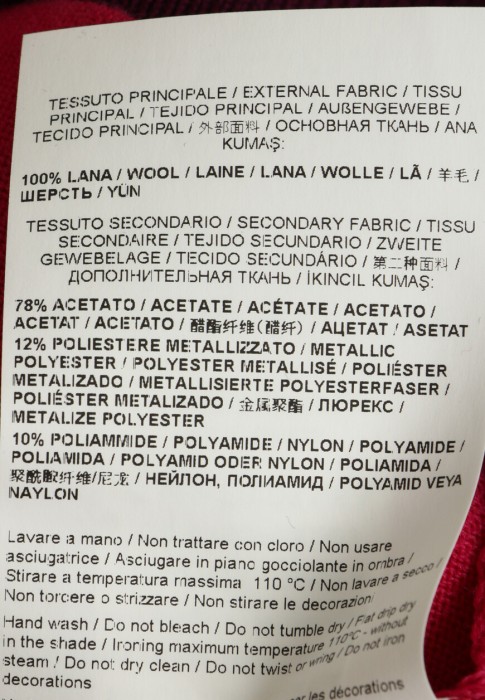 TESSUTO PRINCIPALE / EXTERNAL FABRIC / TISSU
PRINCIPAL / TEJIDO PRINCIPAL / AUßENGEWEBE /
TECIDO PRINCIPAL / 外部面料 / ОСНОВНАЯ ТКАНЬ / ANA
KUMAŞ:
100% LANA / WOOL / LAINE / LANA / WOLLE / LÃ / 羊毛 /
ШЕРСТЬ / YÜN
TESSUTO SECONDARIO / SECONDARY FABRIC / TISSU
SECONDAIRE / TEJIDO SECUNDARIO / ZWEITE
GEWEBELAGE / TECIDO SECUNDÁRIO / 第二种面料 /
ДОПОЛНИТЕЛЬНАЯ ТКАНЬ / İKINCIL KUMAŞ:
78% ACETATO / ACETATE / ACÉTATE / ACETATO /
ACETAT / ACETATO / 醋酯纤维(醋纤) / АЦЕТАТ / ASETAT
12% POLIESTERE METALLIZZATO / METALLIC
POLYESTER / POLYESTER METALLISÉ / POLIÉSTER
METALIZADO / METALLISIERTE POLYESTERFASER /
POLIÉSTER METALIZADO / 金属聚酯 / ЛЮРЕКС /
METALIZE POLYESTER
10% POLIAMMIDE / POLYAMIDE / NYLON / POLYAMIDE /
POLIAMIDA / POLYAMID ODER NYLON / POLIAMIDA /
聚酰胺纤维/尼龙 / НЕЙЛОН, ПОЛИАМИД / POLYAMID VEYA
NAYLON
Lavare a mano / Non trattare con cloro / Non usare
asciugatrice / Asciugare in piano gocciolante in ombra /
Stirare a temperatura massima 110 °C / Non lavare a secco /
Non torcere o strizzare / Non stirare le decorazioni
Hand wash / Do not bleach / Do not tumble dry / Flat drip dry
in the shade / Ironing maximum temperature 110°C - without
steam / Do not dry clean / Do not twist or wring / Do not iron
decorations
les décorations